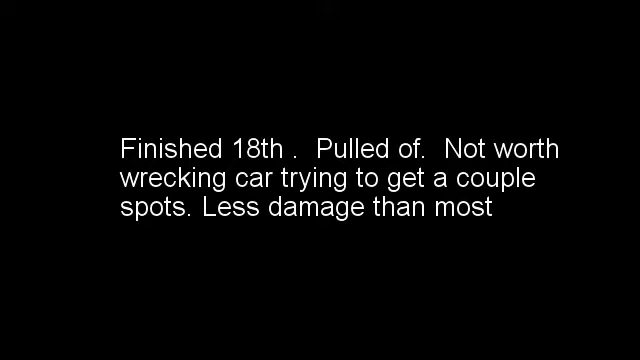 Finished 18th .  Pulled of.  Not worth
wrecking car trying to get a couple
spots. Less damage than most